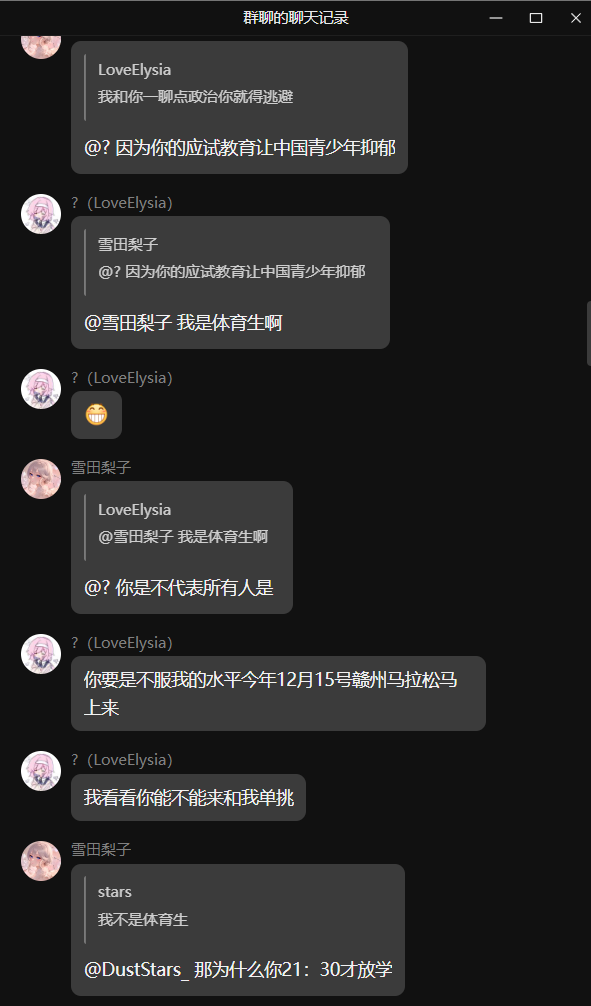 群聊的聊天记录
LoveElysia
我和你一聊点政治你就得逃避
@? 因为你的应试教育让中国青少年抑郁
?（LoveElysia）
雪田梨子
@? 因为你的应试教育让中国青少年抑郁
@雪田梨子 我是体育生啊
?（LoveElysia）
😁
雪田梨子
LoveElysia
@雪田梨子 我是体育生啊
@? 你是不代表所有人是
?（LoveElysia）
你要是不服我的水平今年12月15号赣州马拉松马
上来
?（LoveElysia）
我看看你能不能来和我单挑
雪田梨子
stars
我不是体育生
@DustStars_ 那为什么你21：30才放学